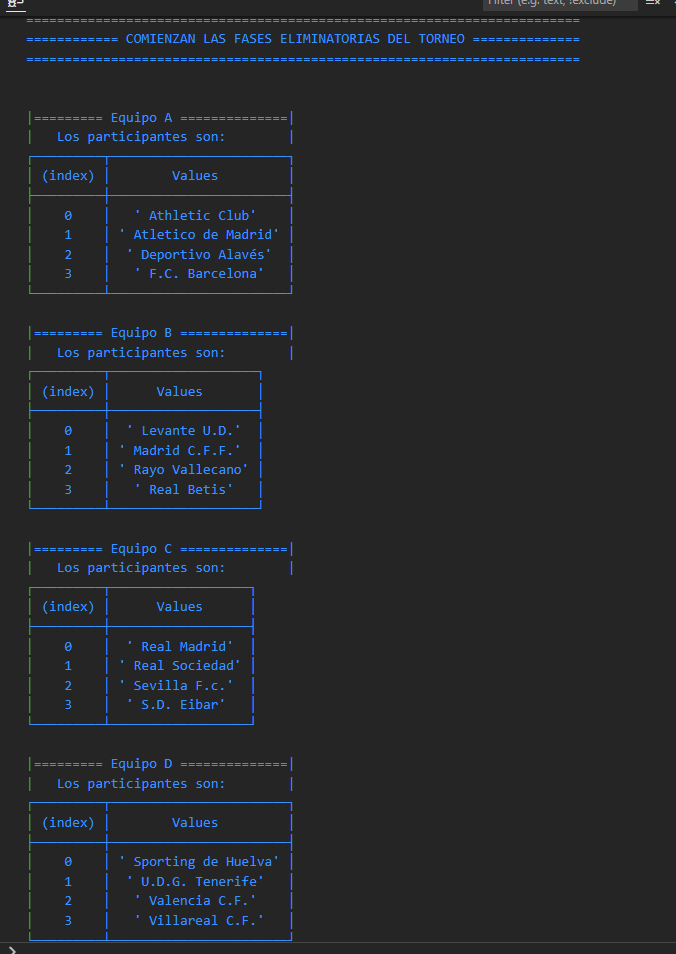 Filter (e.g. text, !exclude)
========================================================================
============ COMIENZAN LAS FASES ELIMINATORIAS DEL TORNEO ==============
========================================================================
|========= Equipo A ==============|
|   Los participantes son:        |
(index) Values
0 ' Athletic Club'
1 ' Atletico de Madrid'
2 ' Deportivo Alavés'
3 ' F.C. Barcelona'
|========= Equipo B ==============|
|   Los participantes son:        |
(index) Values
0 ' Levante U.D.'
1 ' Madrid C.F.F.'
2 ' Rayo Vallecano'
3 ' Real Betis'
|========= Equipo C ==============|
|   Los participantes son:        |
(index) Values
0 ' Real Madrid'
1 ' Real Sociedad'
2 ' Sevilla F.c.'
3 ' S.D. Eibar'
|========= Equipo D ==============|
|   Los participantes son:        |
(index) Values
0 ' Sporting de Huelva'
1 ' U.D.G. Tenerife'
2 ' Valencia C.F.'
3 ' Villareal C.F.'